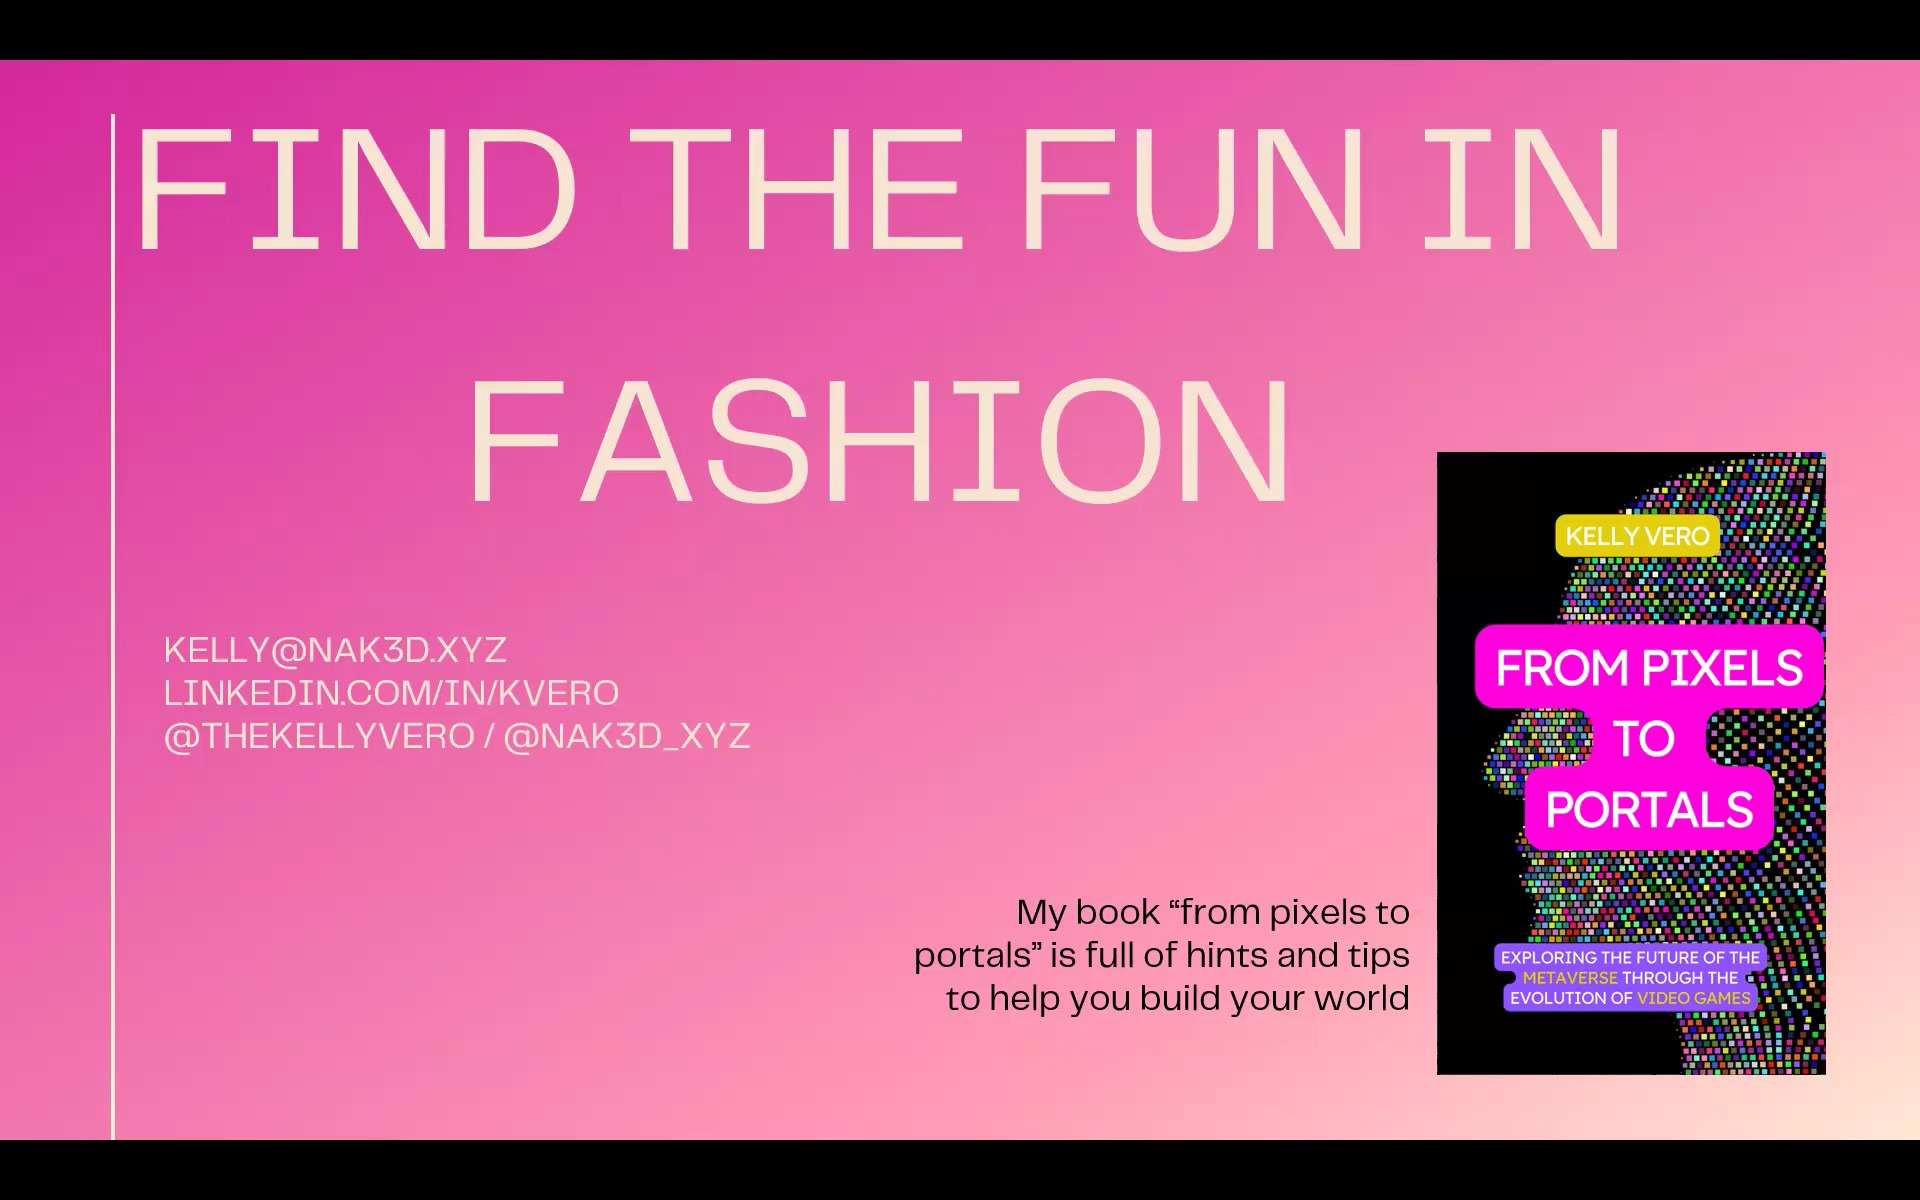 FIND THE FUN IN
FASHION
KELLY@NAK3D.XYZ
LINKEDIN.COM/IN/KVERO
@THEKELLYVERO / @NAK3D_XYZ
My book “from pixels to
portals” is full of hints and tips
to help you build your world
KELLY VERO
FROM PIXELS
TO
PORTALS
EXPLORING THE FUTURE OF THE
METAVERSE THROUGH THE
EVOLUTION OF VIDEO GAMES